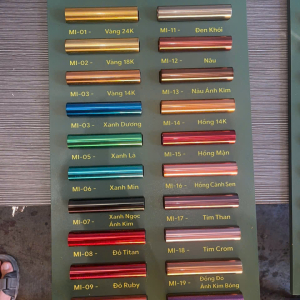 MI-01 - Vàng 24K
MI-02 - Vàng 18K
MI-03 - Vàng 14K
MI-03 - Xanh Dương
MI-05 - Xanh Lá
MI-06 - Xanh Min
MI-07 - Xanh Ngọc
Ánh Kim
MI-08 - Đỏ Titan
MI-09 - Đỏ Ruby
MI-11 - Đen Khói
MI-12 - Nâu
MI-13 - Nâu Ánh Kim
MI-14 - Hồng 14K
MI-15 - Hồng Mận
MI-16 - Hồng Cánh Sen
MI-17 - Tím Than
MI-18 - Tím Crom
MI-19 - Đồng Đỏ
Ánh Kim Bóng